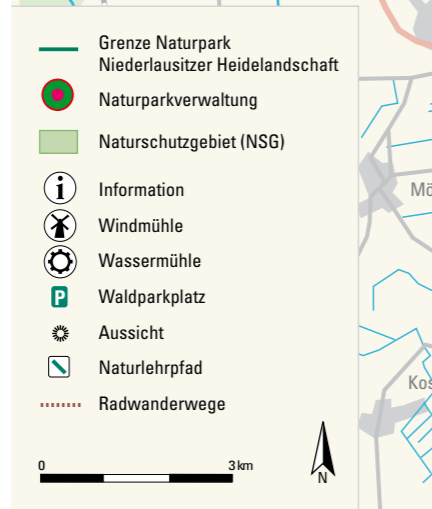 Grenze Naturpark
Niederlausitzer Heidelandschaft
Naturparkverwaltung
Naturschutzgebiet (NSG)
i Information
Windmühle
Wassermühle
P Waldparkplatz
Aussicht
Naturlehrpfad
Radwanderwege
0 3 km
N
Mö
Kos